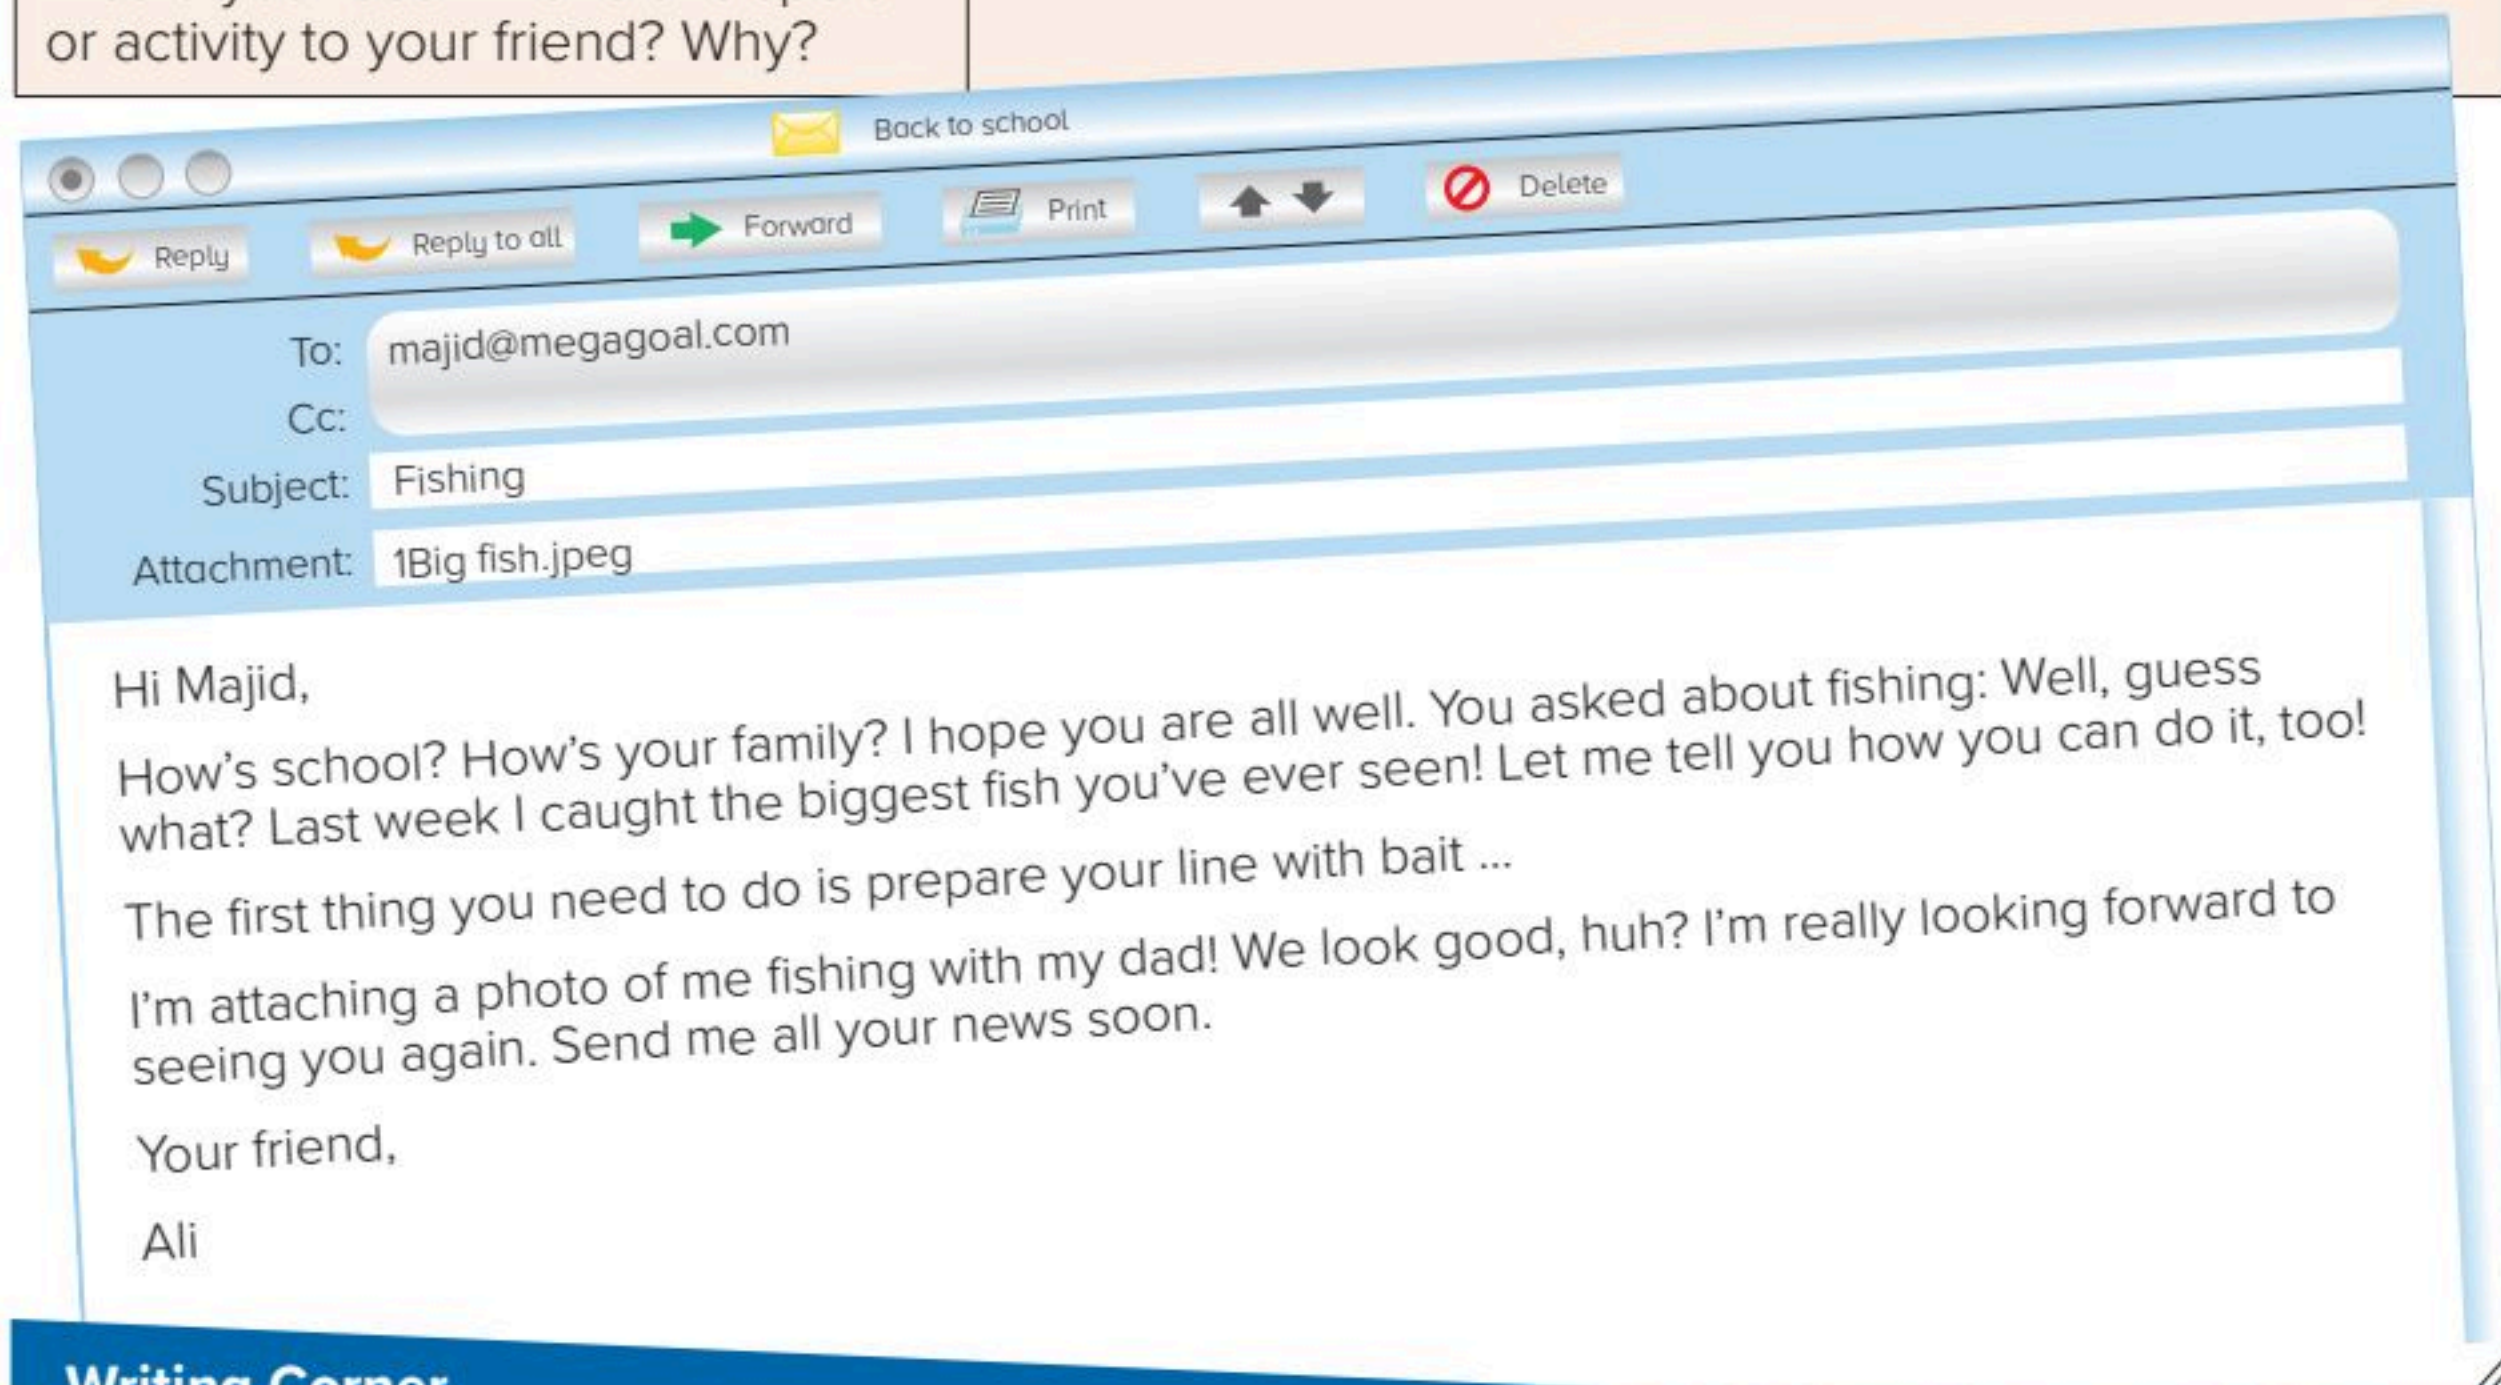 or activity to your friend? Why?
Back to school
Reply
Reply to all
Forward
Print
Delete
To: majid@megagoal.com
Cc:
Subject: Fishing
Attachment: 1Big fish.jpeg
Hi Majid,
How's school? How's your family? I hope you are all well. You asked about fishing: Well, guess
what? Last week I caught the biggest fish you've ever seen! Let me tell you how you can do it, too!
The first thing you need to do is prepare your line with bait ...
I'm attaching a photo of me fishing with my dad! We look good, huh? I'm really looking forward to
seeing you again. Send me all your news soon.
Your friend,
Ali
Writing Corner